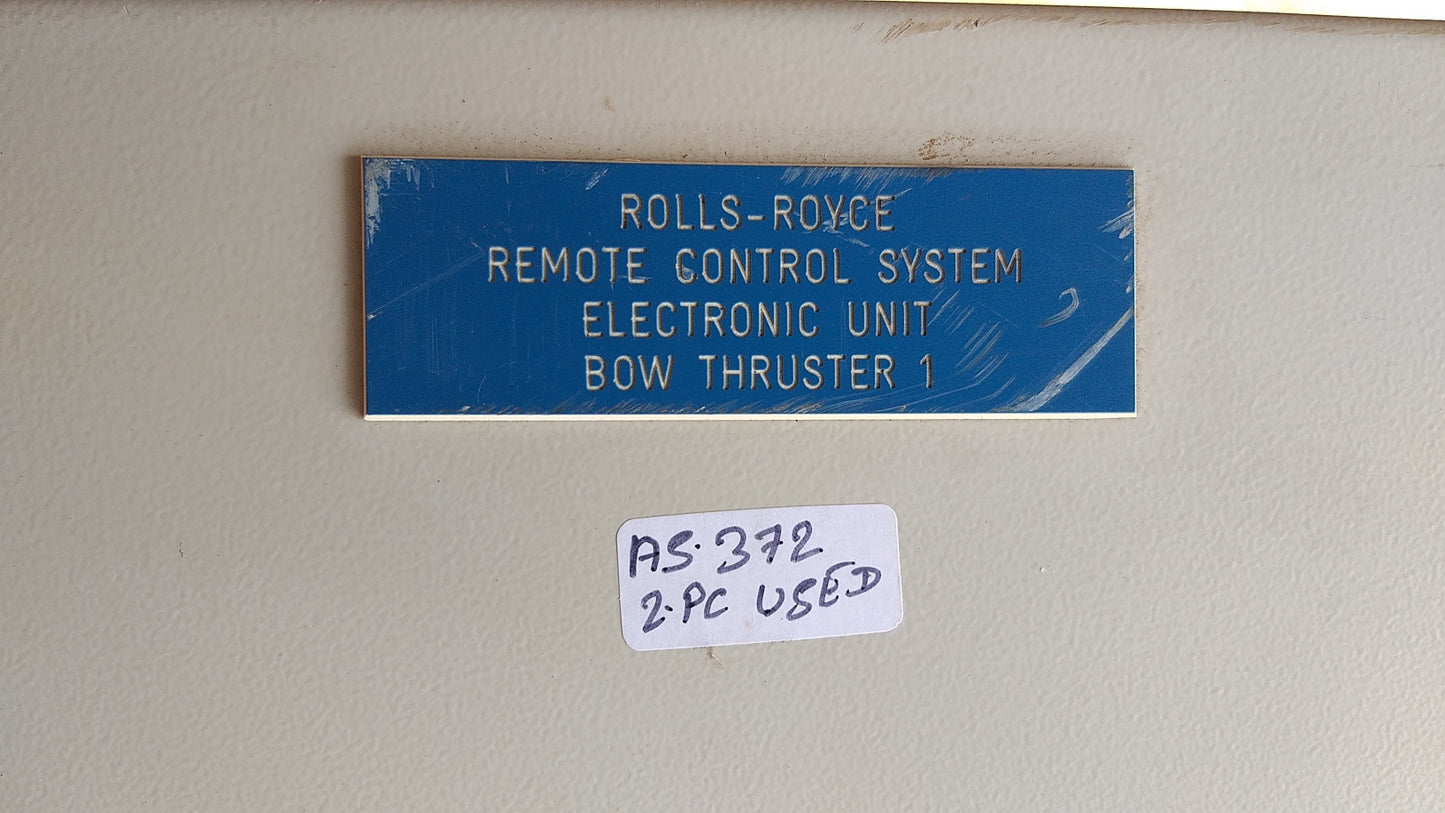 ROLLS-ROYCE
REMOTE CONTROL SYSTEM
ELECTRONIC UNIT
BOW THRUSTER 1
AS.372
2.PC USED